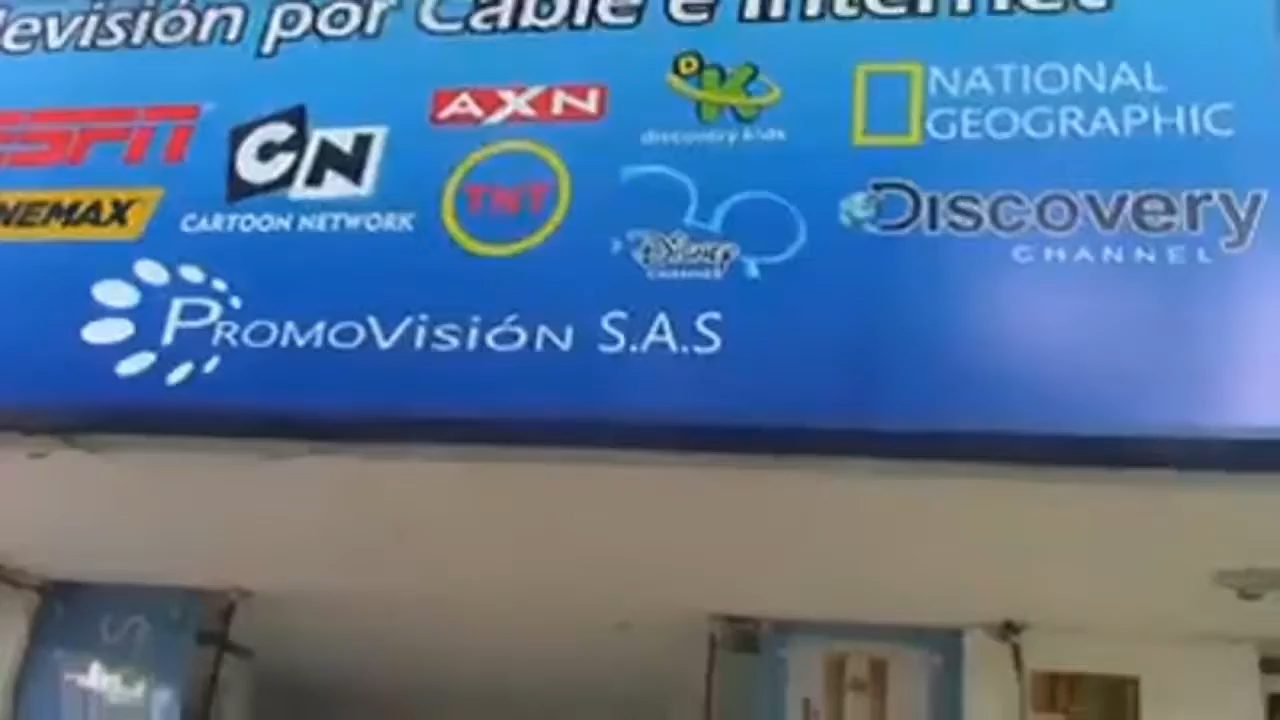 levisión por Cable e Internet
ESPN
CN
CARTOON NETWORK
AXN
D K
discovery kids
NATIONAL
GEOGRAPHIC
NEMAX
TNT
Disney
CHANNEL
Discovery
CHANNEL
PROMOVISIÓN S.A.S